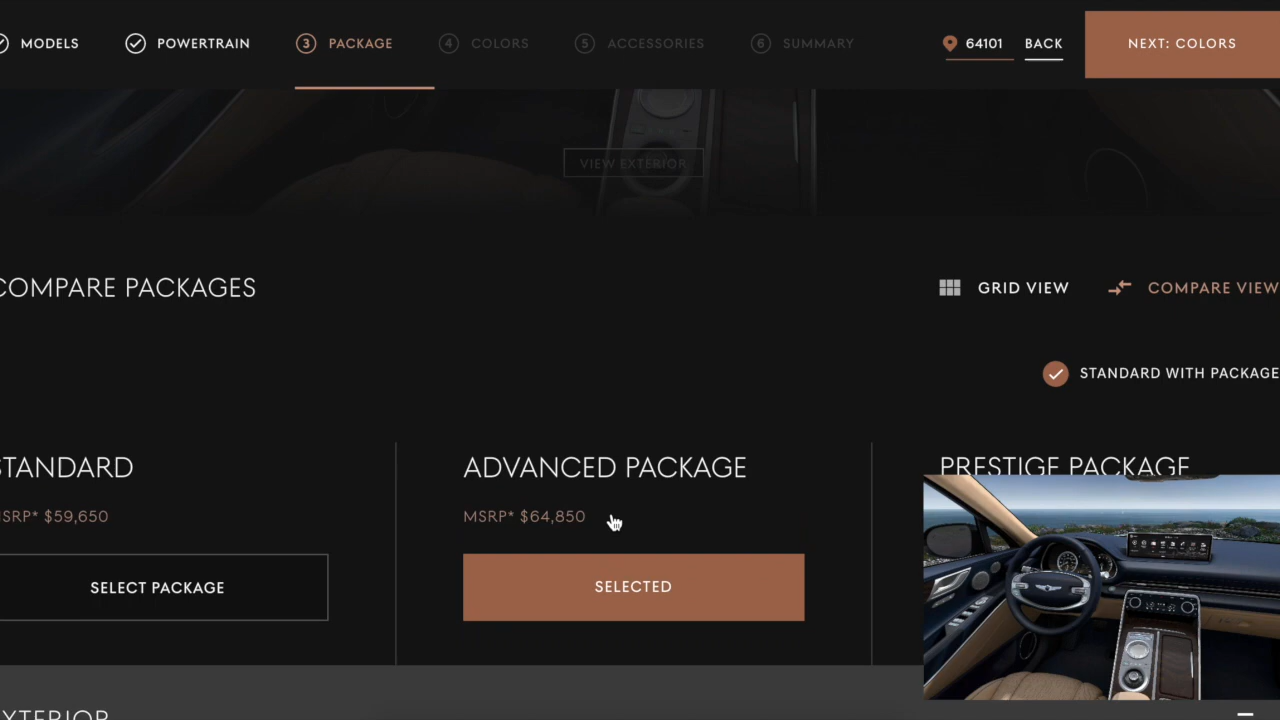 MODELS
POWERTRAIN
3 PACKAGE
4 COLORS
5 ACCESSORIES
6 SUMMARY
64101
BACK
NEXT: COLORS
VIEW EXTERIOR
COMPARE PACKAGES
GRID VIEW
COMPARE VIEW
STANDARD WITH PACKAGE
STANDARD
ADVANCED PACKAGE
PRESTIGE PACKAGE
MSRP* $59,650
MSRP* $64,850
SELECT PACKAGE
SELECTED
EXTERIOR